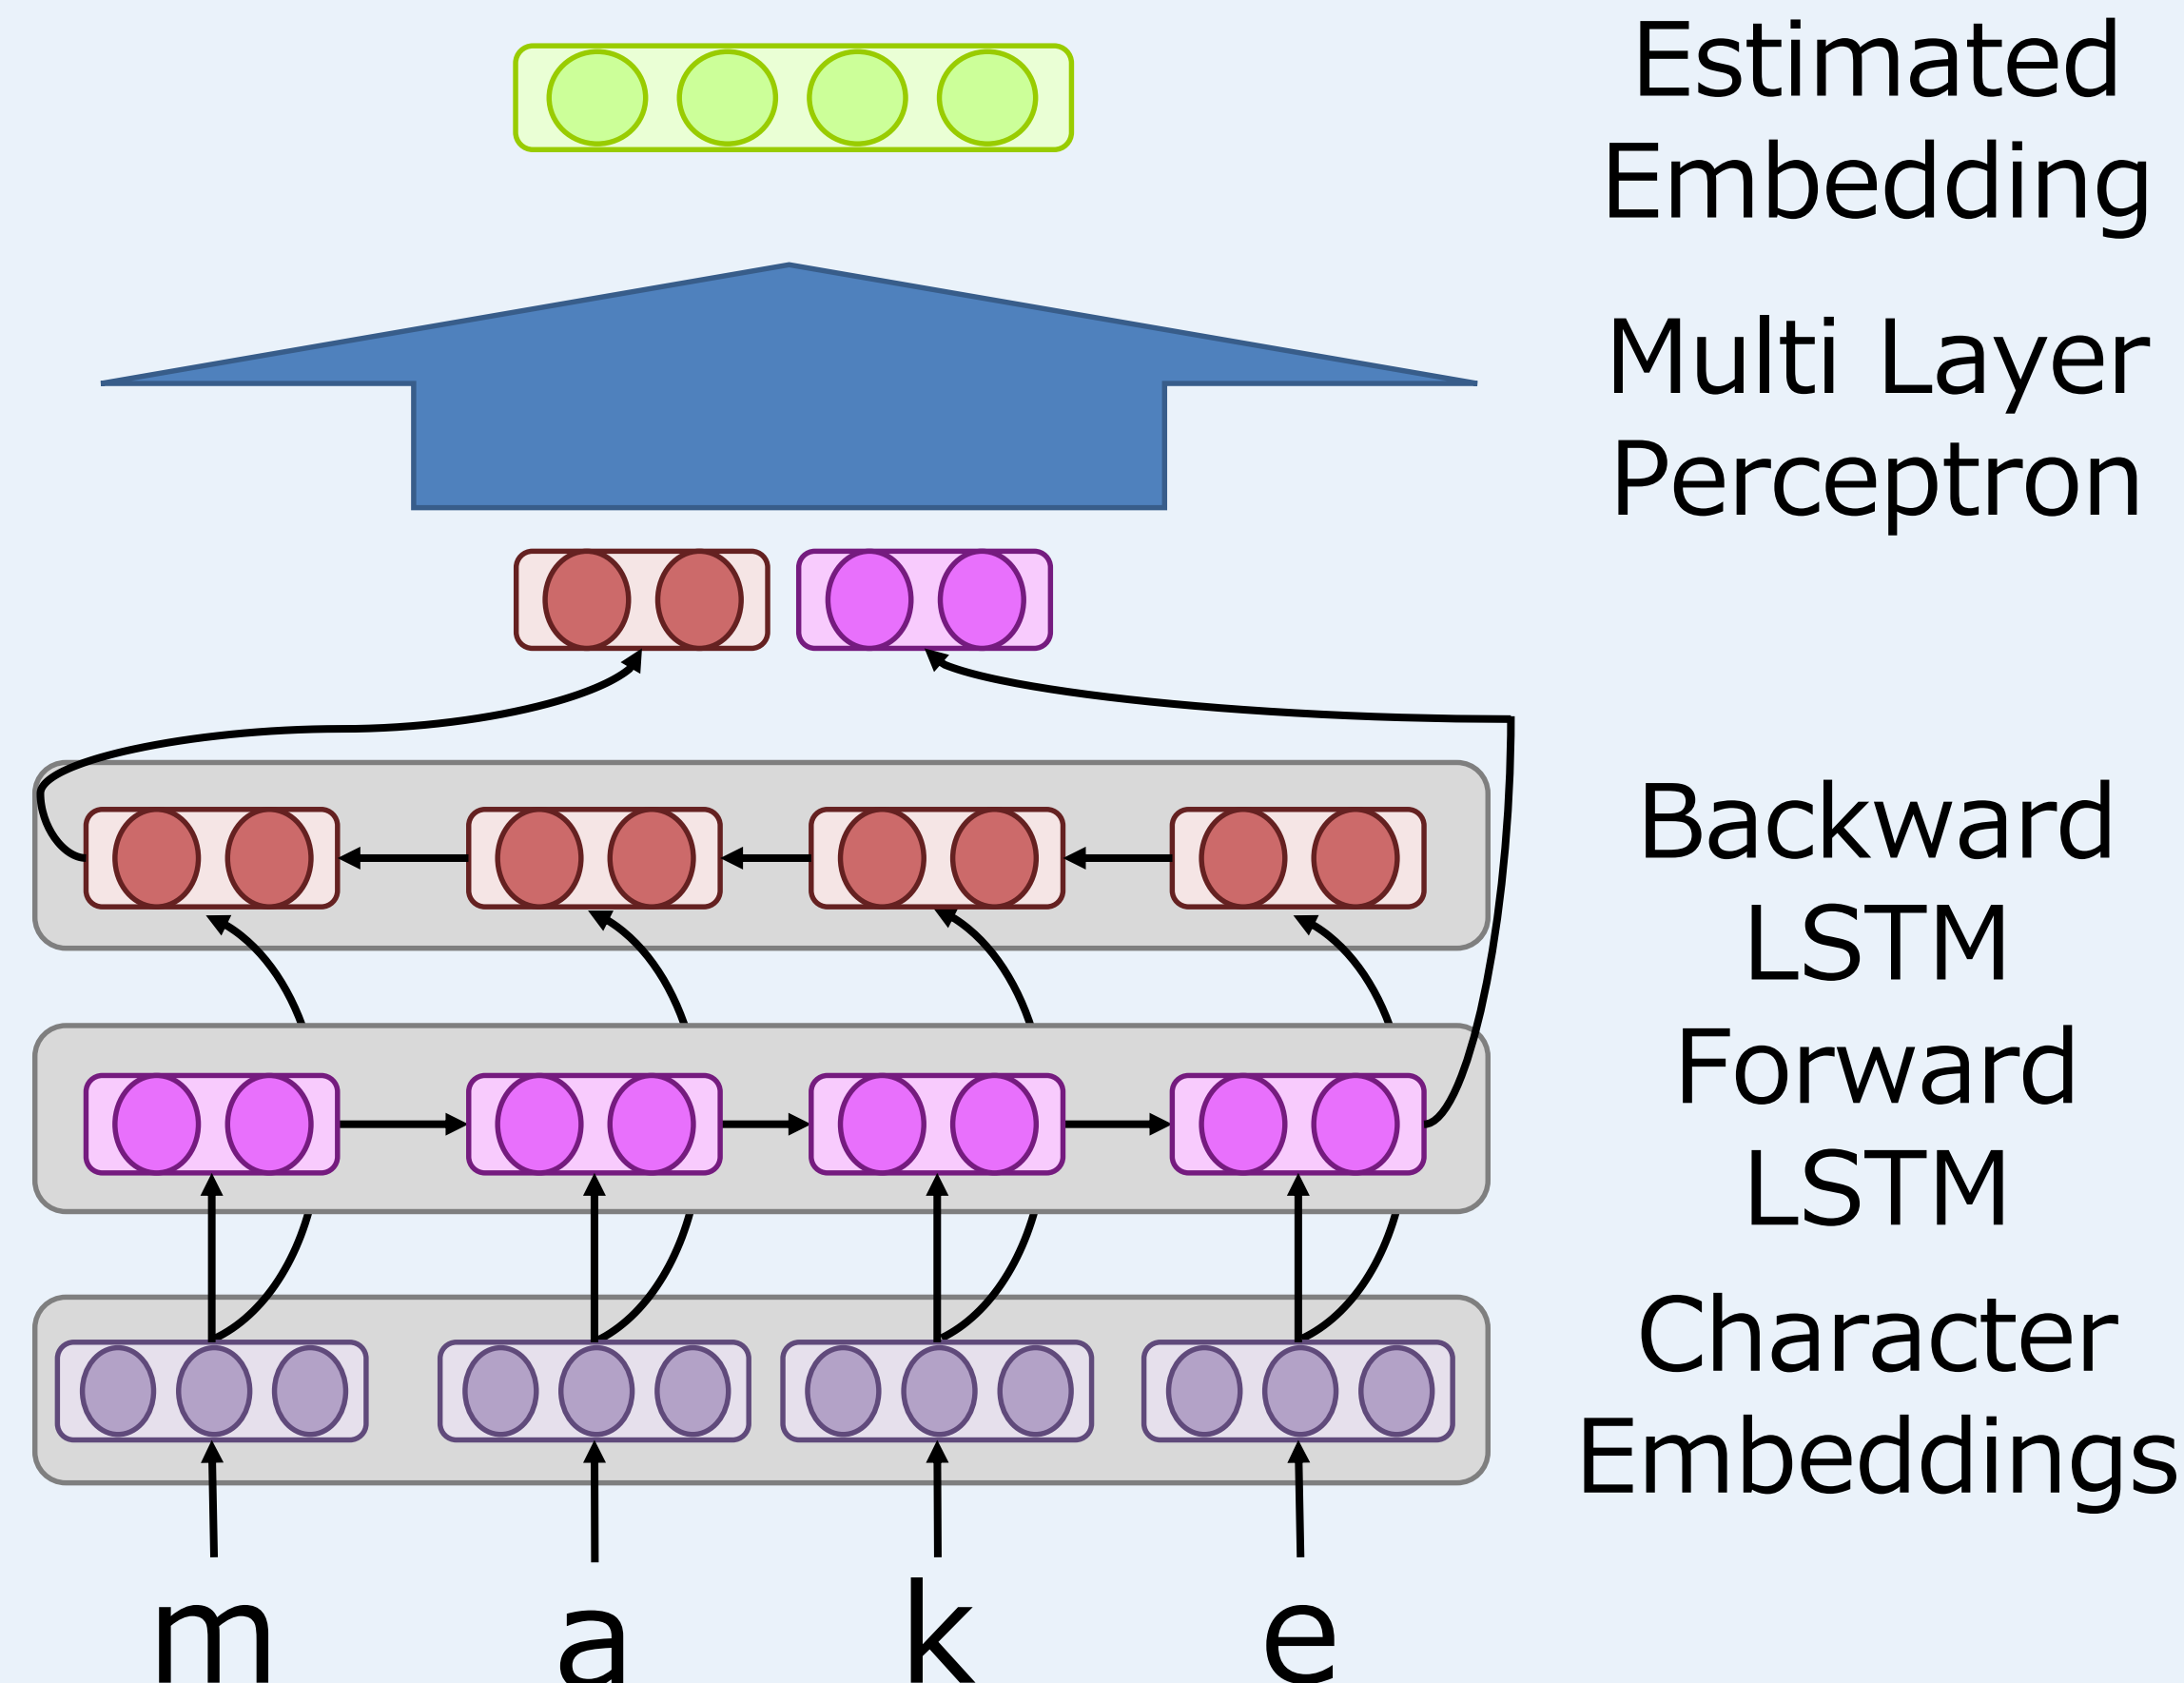 Estimated
Embedding
Multi Layer
Perceptron
Backward
LSTM
Forward
LSTM
Character
Embeddings
m a k e